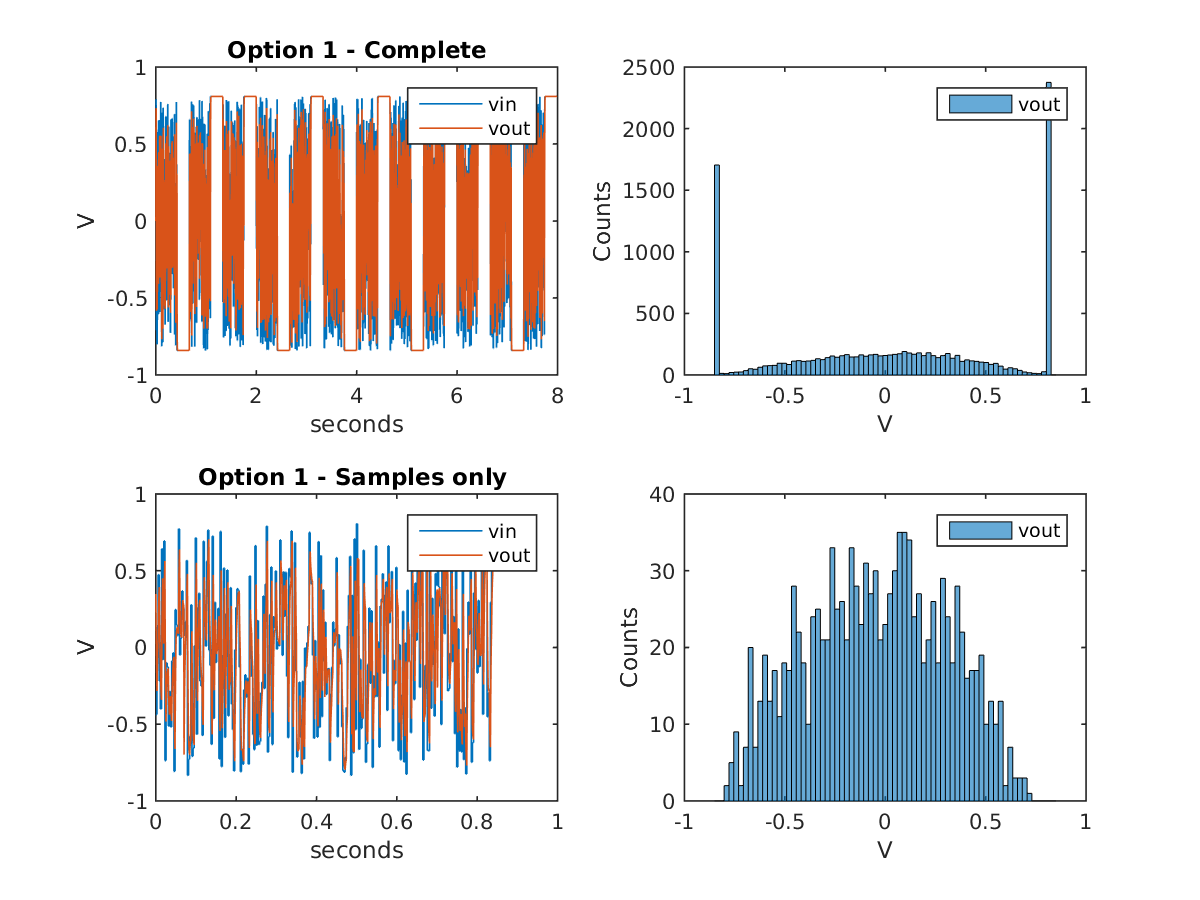 Option 1 - Complete
1
0.5
0
-0.5
-1
V
0 2 4 6 8
seconds
vin
vout
2500
2000
1500
1000
500
0
Counts
-1 -0.5 0 0.5 1
V
vout
Option 1 - Samples only
1
0.5
0
-0.5
-1
V
0 0.2 0.4 0.6 0.8 1
seconds
vin
vout
40
30
20
10
0
Counts
-1 -0.5 0 0.5 1
V
vout